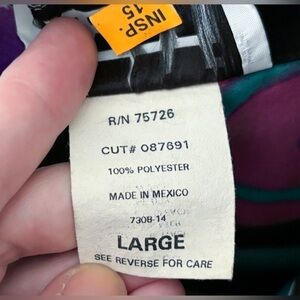 INSP.
15
R/N 75726
CUT# 087691
100% POLYESTER
MADE IN MEXICO
7308-14
LARGE
SEE REVERSE FOR CARE